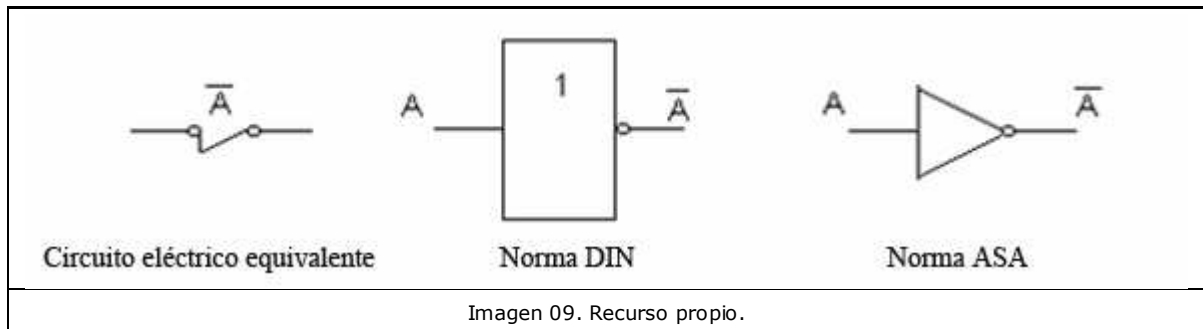 A̅
A
1
A̅
A
A̅
Circuito eléctrico equivalente
Norma DIN
Norma ASA
Imagen 09. Recurso propio.